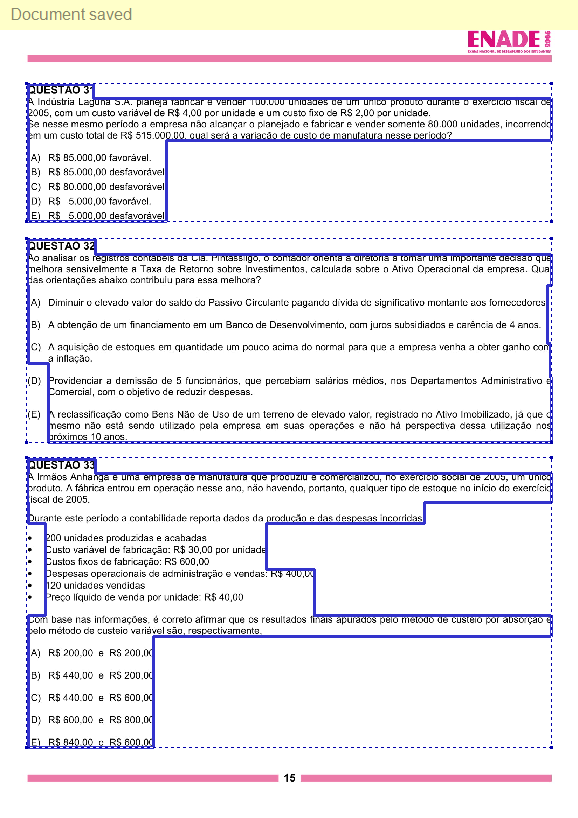 Document saved
ENADE 2006
EXAME NACIONAL DE DESEMPENHO DOS ESTUDANTES
QUESTÃO 31
A Indústria Laguna S.A. planeja fabricar e vender 100.000 unidades de um único produto durante o exercício fiscal de
2005, com um custo variável de R$ 4,00 por unidade e um custo fixo de R$ 2,00 por unidade.
Se nesse mesmo período a empresa não alcançar o planejado e fabricar e vender somente 80.000 unidades, incorrendo
em um custo total de R$ 515.000,00, qual será a variação de custo de manufatura nesse período?
A) R$ 85.000,00 favorável.
B) R$ 85.000,00 desfavorável
C) R$ 80.000,00 desfavorável
D) R$ 5.000,00 favorável.
E) R$ 5.000,00 desfavorável
QUESTÃO 32
Ao analisar os registros contábeis da Cia. Pintassilgo, o contador orienta a diretoria a tomar uma importante decisão que
melhora sensivelmente a Taxa de Retorno sobre Investimentos, calculada sobre o Ativo Operacional da empresa. Qual
das orientações abaixo contribuiu para essa melhora?
A) Diminuir o elevado valor do saldo do Passivo Circulante pagando dívida de significativo montante aos fornecedores.
B) A obtenção de um financiamento em um Banco de Desenvolvimento, com juros subsidiados e carência de 4 anos.
C) A aquisição de estoques em quantidade um pouco acima do normal para que a empresa venha a obter ganho com
a inflação.
(D) Providenciar a demissão de 5 funcionários, que percebiam salários médios, nos Departamentos Administrativo e
Comercial, com o objetivo de reduzir despesas.
(E) A reclassificação como Bens Não de Uso de um terreno de elevado valor, registrado no Ativo Imobilizado, já que o
mesmo não está sendo utilizado pela empresa em suas operações e não há perspectiva dessa utilização nos
próximos 10 anos.
QUESTÃO 33
A Irmãos Anhanga é uma empresa de manufatura que produziu e comercializou, no exercício social de 2005, um único
produto. A fábrica entrou em operação nesse ano, não havendo, portanto, qualquer tipo de estoque no início do exercício
fiscal de 2005.
Durante este período a contabilidade reporta dados da produção e das despesas incorridas:
• 200 unidades produzidas e acabadas
• Custo variável de fabricação: R$ 30,00 por unidade
• Custos fixos de fabricação: R$ 600,00
• Despesas operacionais de administração e vendas: R$ 400,00
• 120 unidades vendidas
• Preço líquido de venda por unidade: R$ 40,00
Com base nas informações, é correto afirmar que os resultados finais apurados pelo método de custeio por absorção e
pelo método de custeio variável são, respectivamente,
A) R$ 200,00 e R$ 200,00
B) R$ 440,00 e R$ 200,00
C) R$ 440,00 e R$ 600,00
D) R$ 600,00 e R$ 800,00
E) R$ 840,00 e R$ 600,00
15